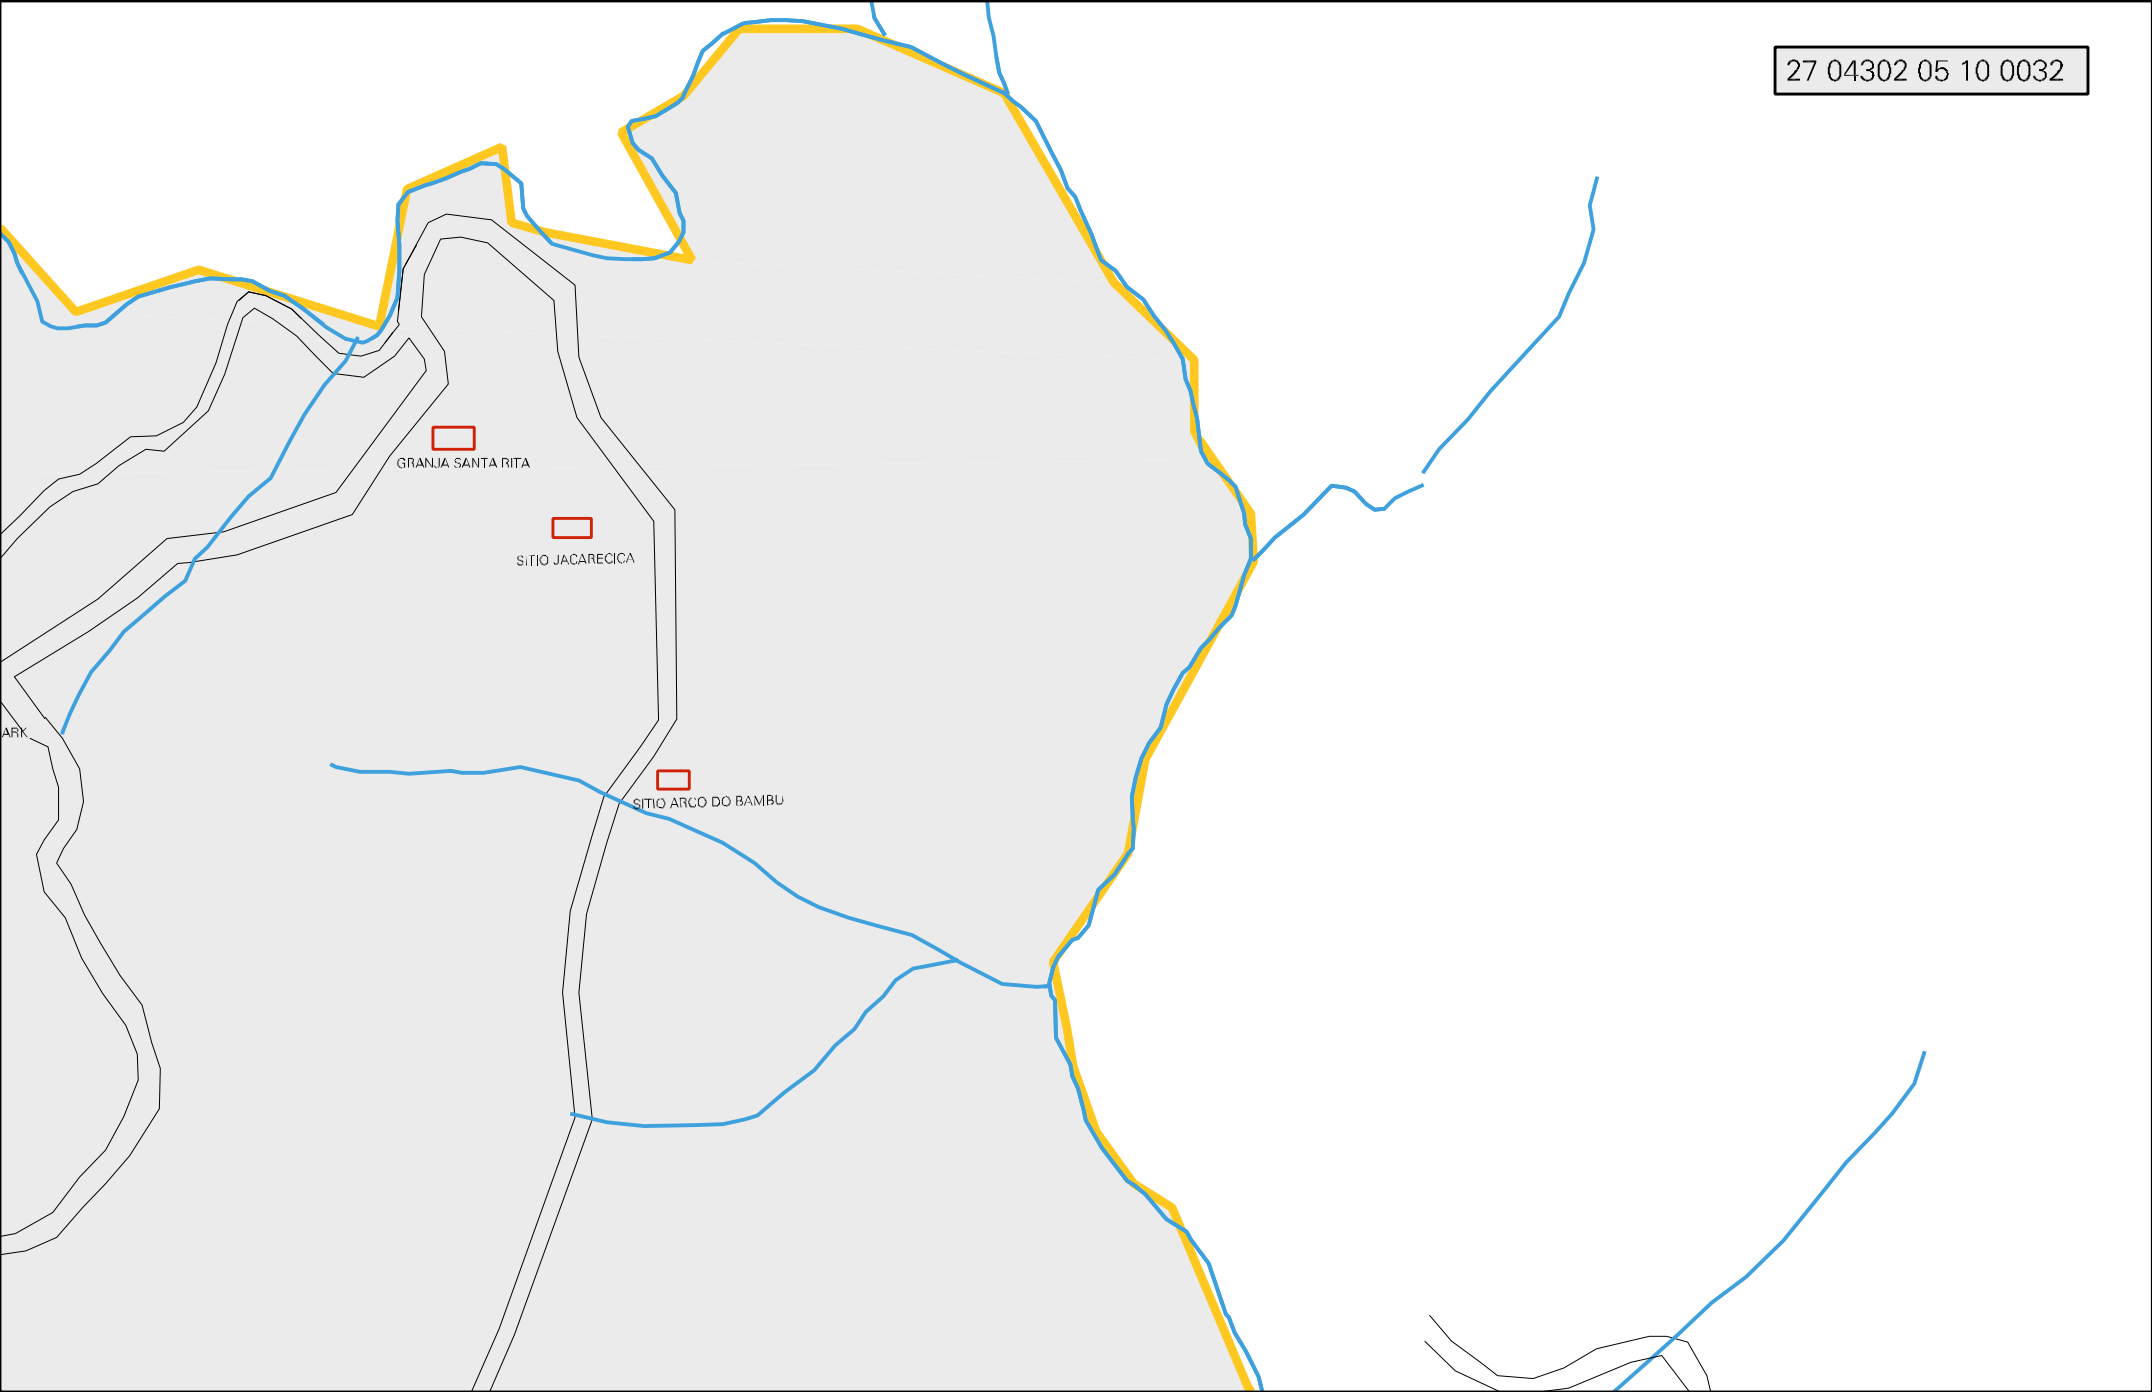 27 04302 05 10 0032
GRANJA SANTA RITA
SITIO JACARECICA
ARK
SITIO ARCO DO BAMBU